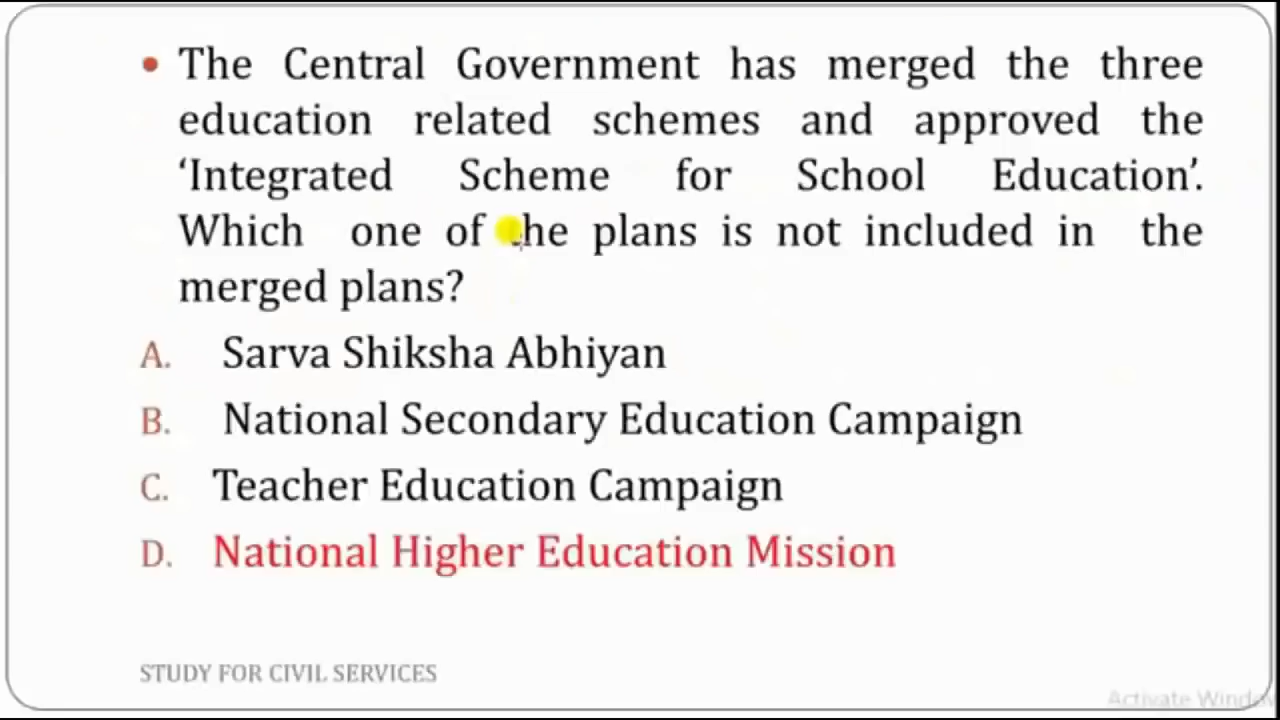 • The Central Government has merged the three
education related schemes and approved the
‘Integrated Scheme for School Education’.
Which one of the plans is not included in the
merged plans?
A. Sarva Shiksha Abhiyan
B. National Secondary Education Campaign
C. Teacher Education Campaign
D. National Higher Education Mission
STUDY FOR CIVIL SERVICES
Activate Window